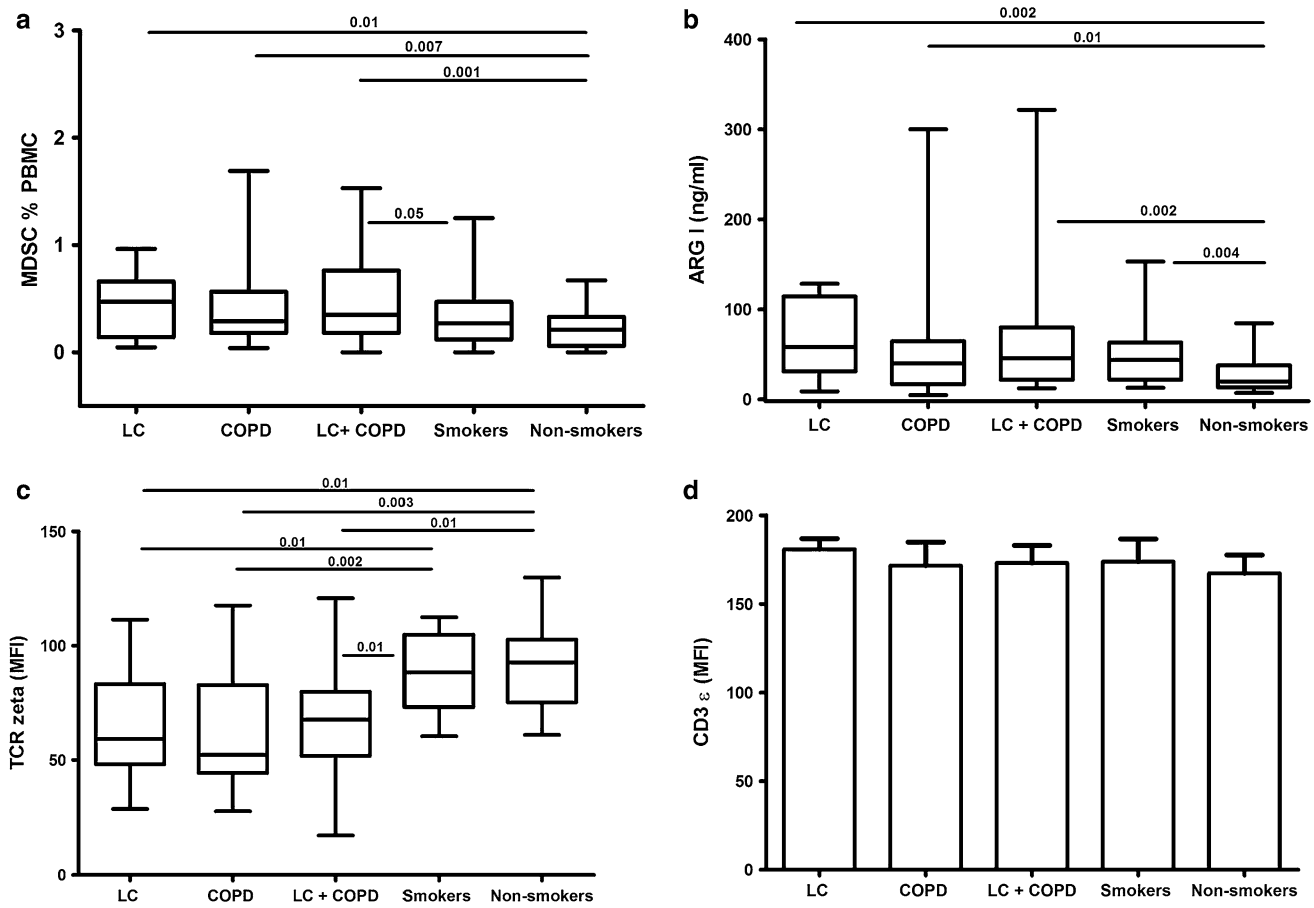 a
0.01
0.007
0.001
0.05
MDSC % PBMC
3
2
1
0
LC COPD LC+ COPD Smokers Non-smokers
b
0.002
0.01
0.002
0.004
ARG I (ng/ml)
400
300
200
100
0
LC COPD LC + COPD Smokers Non-smokers
c
0.01
0.003
0.01
0.01
0.002
0.01
TCR zeta (MFI)
150
100
50
0
LC COPD LC + COPD Smokers Non-smokers
d
CD3 ε (MFI)
200
150
100
50
0
LC COPD LC + COPD Smokers Non-smokers